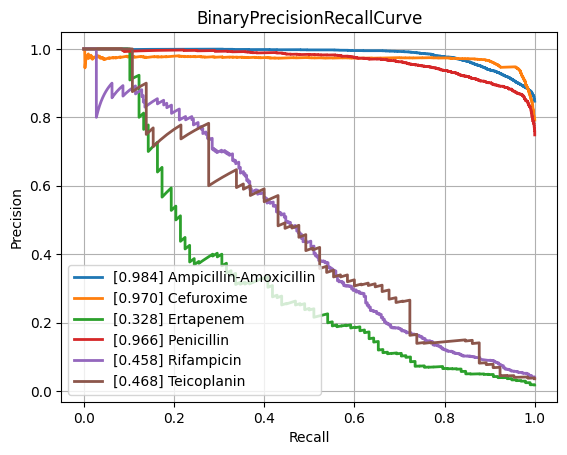 BinaryPrecisionRecallCurve
Precision
1.0
0.8
0.6
0.4
0.2
0.0
[0.984] Ampicillin-Amoxicillin
[0.970] Cefuroxime
[0.328] Ertapenem
[0.966] Penicillin
[0.458] Rifampicin
[0.468] Teicoplanin
0.0 0.2 0.4 0.6 0.8 1.0
Recall